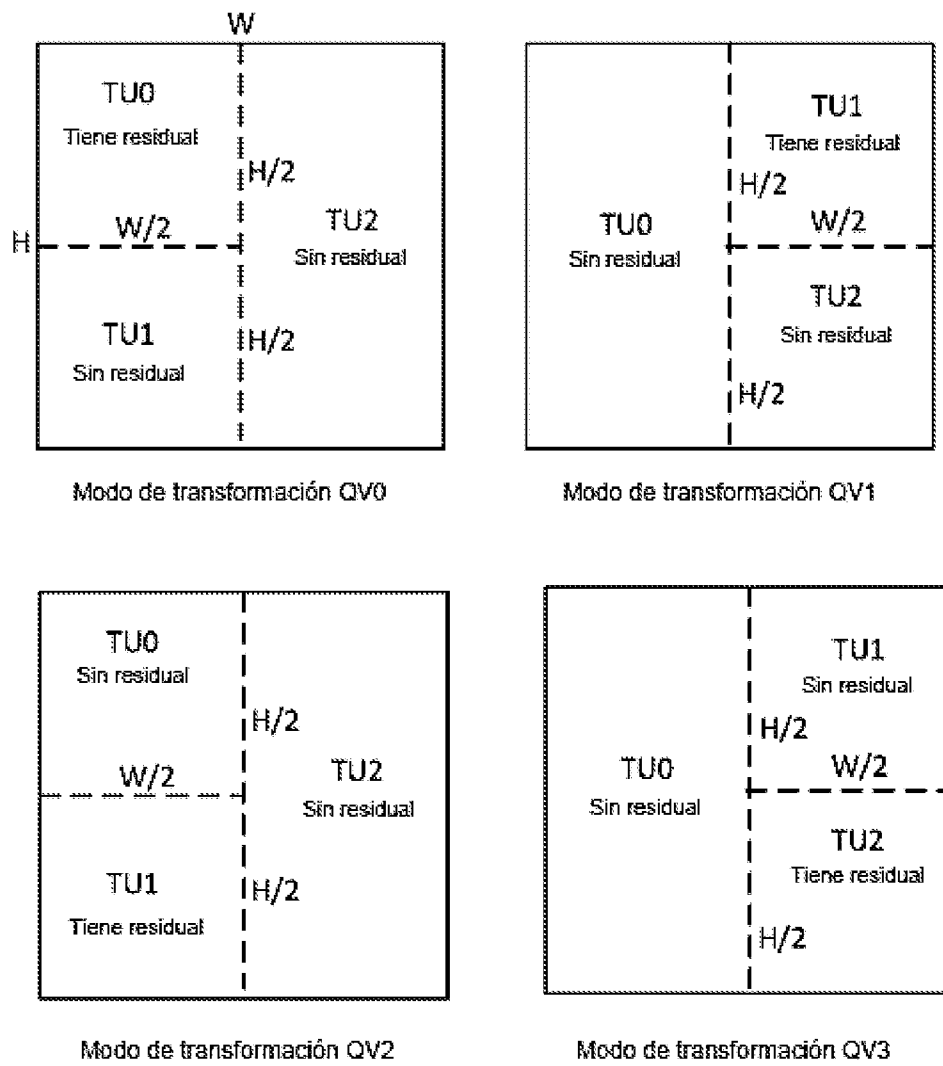 W
TU0
Tiene residual
H/2
W/2
H
TU2
Sin residual
TU1
Sin residual
H/2
Modo de transformación QV0
TU1
Tiene residual
H/2
W/2
TU0
Sin residual
TU2
Sin residual
H/2
Modo de transformación QV1
TU0
Sin residual
H/2
W/2
TU2
Sin residual
TU1
Tiene residual
H/2
Modo de transformación QV2
TU1
Sin residual
H/2
W/2
TU0
Sin residual
TU2
Tiene residual
H/2
Modo de transformación QV3